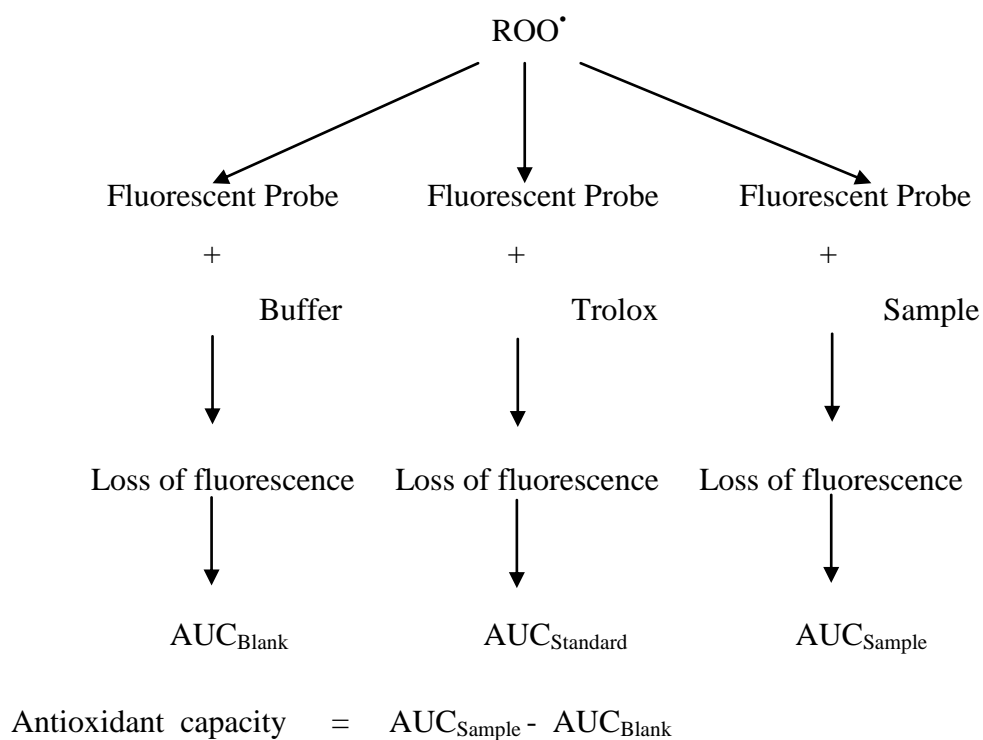 ROO•
Fluorescent Probe Fluorescent Probe Fluorescent Probe
+ + +
Buffer Trolox Sample
Loss of fluorescence Loss of fluorescence Loss of fluorescence
AUCBlank AUCStandard AUCSample
Antioxidant capacity = AUCSample - AUCBlank